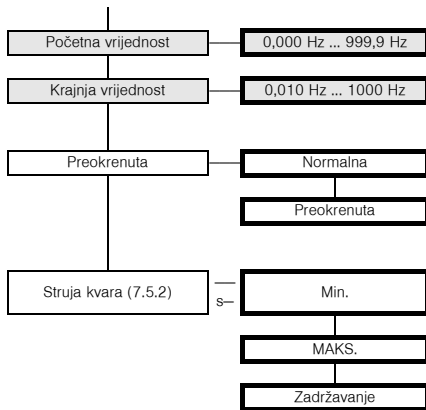 Početna vrijednost 0,000 Hz ... 999,9 Hz
Krajnja vrijednost 0,010 Hz ... 1000 Hz
Preokrenuta Normalna
Preokrenuta
Struja kvara (7.5.2) s– Min.
MAKS.
Zadržavanje